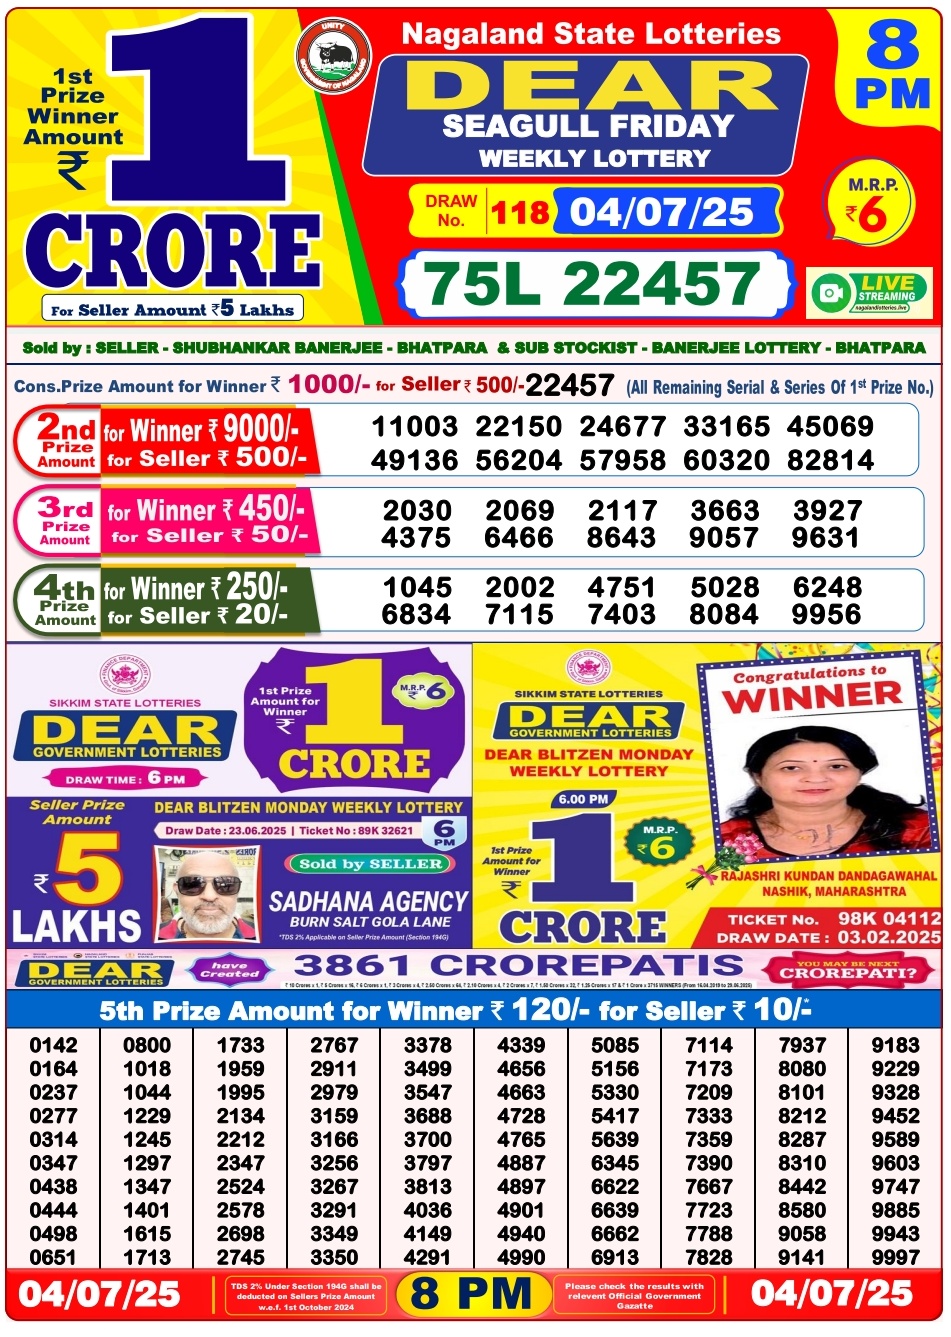 1st
Prize
Winner
Amount
₹
1
CRORE
For Seller Amount ₹5 Lakhs
UNITY
GOVERNMENT OF NAGALAND
Nagaland State Lotteries
DEAR
SEAGULL FRIDAY
WEEKLY LOTTERY
8
PM
DRAW
No.
118
04/07/25
M.R.P.
₹6
75L 22457
LIVE
STREAMING
nagalandlotteries.live
Sold by : SELLER - SHUBHANKAR BANERJEE - BHATPARA & SUB STOCKIST - BANERJEE LOTTERY - BHATPARA
Cons.Prize Amount for Winner ₹ 1000/- for Seller ₹ 500/- 22457 (All Remaining Serial & Series Of 1st Prize No.)
2nd
Prize
Amount
for Winner ₹ 9000/-
for Seller ₹ 500/-
11003 22150 24677 33165 45069
49136 56204 57958 60320 82814
3rd
Prize
Amount
for Winner ₹ 450/-
for Seller ₹ 50/-
2030 2069 2117 3663 3927
4375 6466 8643 9057 9631
4th
Prize
Amount
for Winner ₹ 250/-
for Seller ₹ 20/-
1045 2002 4751 5028 6248
6834 7115 7403 8084 9956
SIKKIM STATE LOTTERIES
DEAR
GOVERNMENT LOTTERIES
DRAW TIME : 6 PM
1st Prize
Amount for
Winner
₹
1
CRORE
M.R.P.
₹ 6
Seller Prize
Amount
₹ 5
LAKHS
DEAR BLITZEN MONDAY WEEKLY LOTTERY
Draw Date : 23.06.2025 | Ticket No : 89K 32621
6
PM
Sold by SELLER
SADHANA AGENCY
BURN SALT GOLA LANE
*TDS 2% Applicable on Seller Prize Amount (Section 194G)
SIKKIM STATE LOTTERIES
DEAR
GOVERNMENT LOTTERIES
DEAR BLITZEN MONDAY
WEEKLY LOTTERY
6.00 PM
1st Prize
Amount for
Winner
₹
1
CRORE
M.R.P.
₹ 6
Congratulations to
WINNER
RAJASHRI KUNDAN DANDAGAWAHAL
NASHIK, MAHARASHTRA
TICKET No. 98K 04112
DRAW DATE : 03.02.2025
DEAR
GOVERNMENT LOTTERIES
have
Created
3861 CROREPATIS
YOU MAY BE NEXT
CROREPATI?
5th Prize Amount for Winner ₹ 120/- for Seller ₹ 10/-*
0142 0800 1733 2767 3378 4339 5085 7114 7937 9183
0164 1018 1959 2911 3499 4656 5156 7173 8080 9229
0237 1044 1995 2979 3547 4663 5330 7209 8101 9328
0277 1229 2134 3159 3688 4728 5417 7333 8212 9452
0314 1245 2212 3166 3700 4765 5639 7359 8287 9589
0347 1297 2347 3256 3797 4887 6345 7390 8310 9603
0438 1347 2524 3267 3813 4897 6622 7667 8442 9747
0444 1401 2578 3291 4036 4901 6639 7723 8580 9885
0498 1615 2698 3349 4149 4940 6662 7788 9058 9943
0651 1713 2745 3350 4291 4990 6913 7828 9141 9997
04/07/25
TDS 2% Under Section 194G shall be
deducted on Sellers Prize Amount
w.e.f. 1st October 2024
8 PM
Please check the results with
relevent Official Government
Gazatte
04/07/25